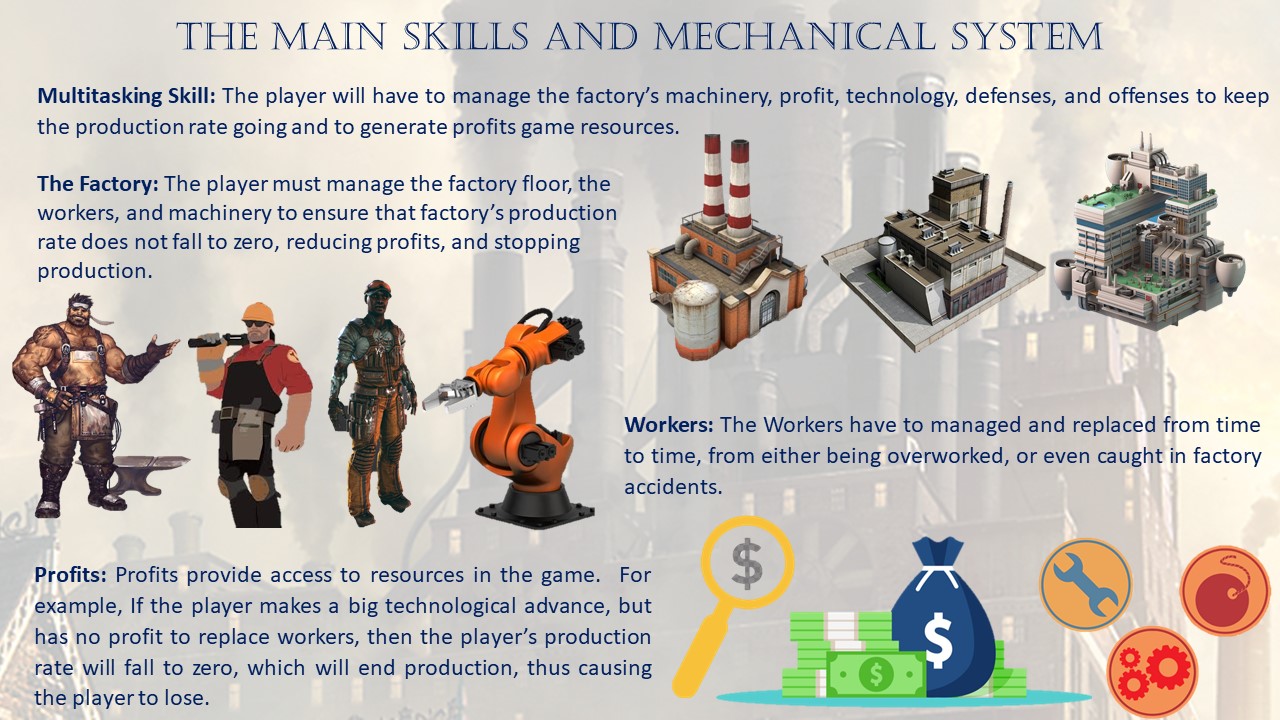 THE MAIN SKILLS AND MECHANICAL SYSTEM
Multitasking Skill: The player will have to manage the factory's machinery, profit, technology, defenses, and offenses to keep
the production rate going and to generate profits game resources.
The Factory: The player must manage the factory floor, the
workers, and machinery to ensure that factory's production
rate does not fall to zero, reducing profits, and stopping
production.
Workers: The Workers have to managed and replaced from time
to time, from either being overworked, or even caught in factory
accidents.
Profits: Profits provide access to resources in the game. For
example, If the player makes a big technological advance, but
has no profit to replace workers, then the player's production
rate will fall to zero, which will end production, thus causing
the player to lose.
$
$
$